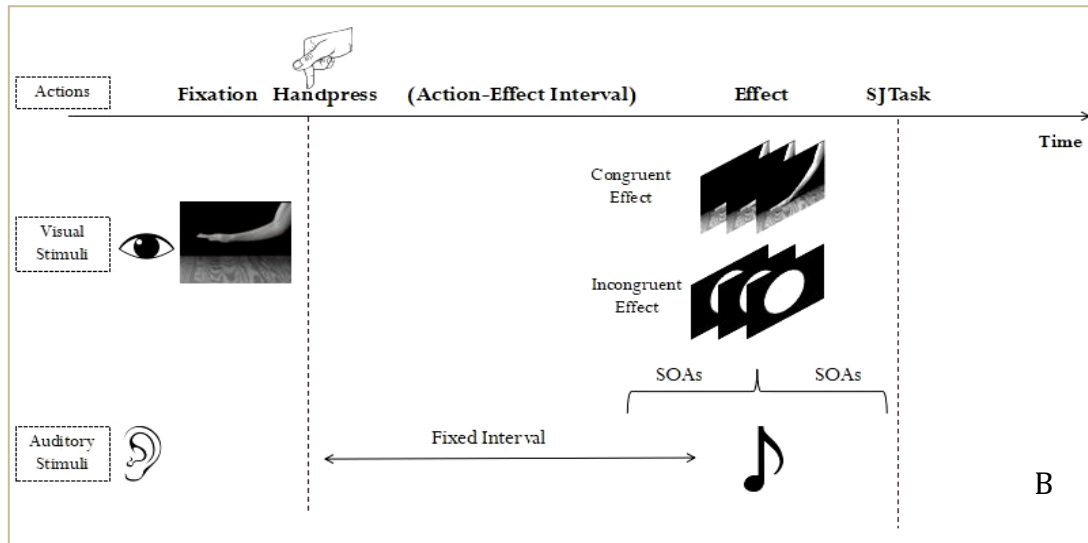 Actions
Fixation Handpress (Action-Effect Interval) Effect SJTask
Time
Congruent
Effect
Visual
Stimuli
Incongruent
Effect
SOAs SOAs
Auditory
Stimuli
Fixed Interval
B